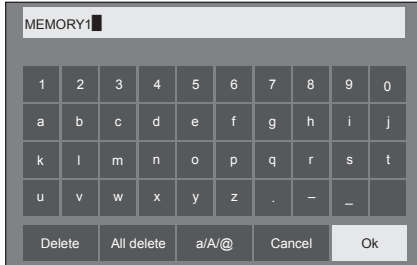 MEMORY1
1 2 3 4 5 6 7 8 9 0
a b c d e f g h i j
k l m n o p q r s t
u v w x y z . – _
Delete All delete a/A/@ Cancel Ok